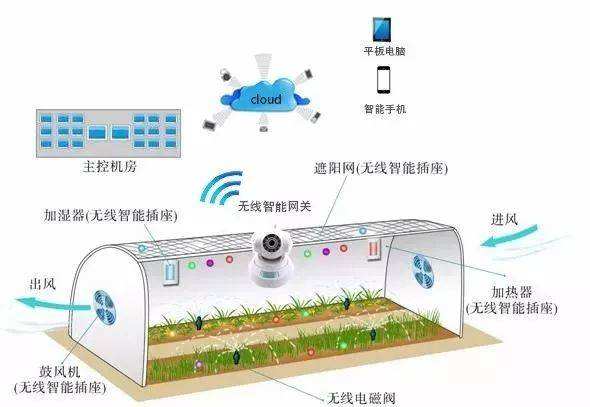 平板电脑
cloud
智能手机
主控机房
遮阳网(无线智能插座)
无线智能网关
加湿器(无线智能插座)
进风
出风
加热器
(无线智能插座)
鼓风机
(无线智能插座)
无线电磁阀